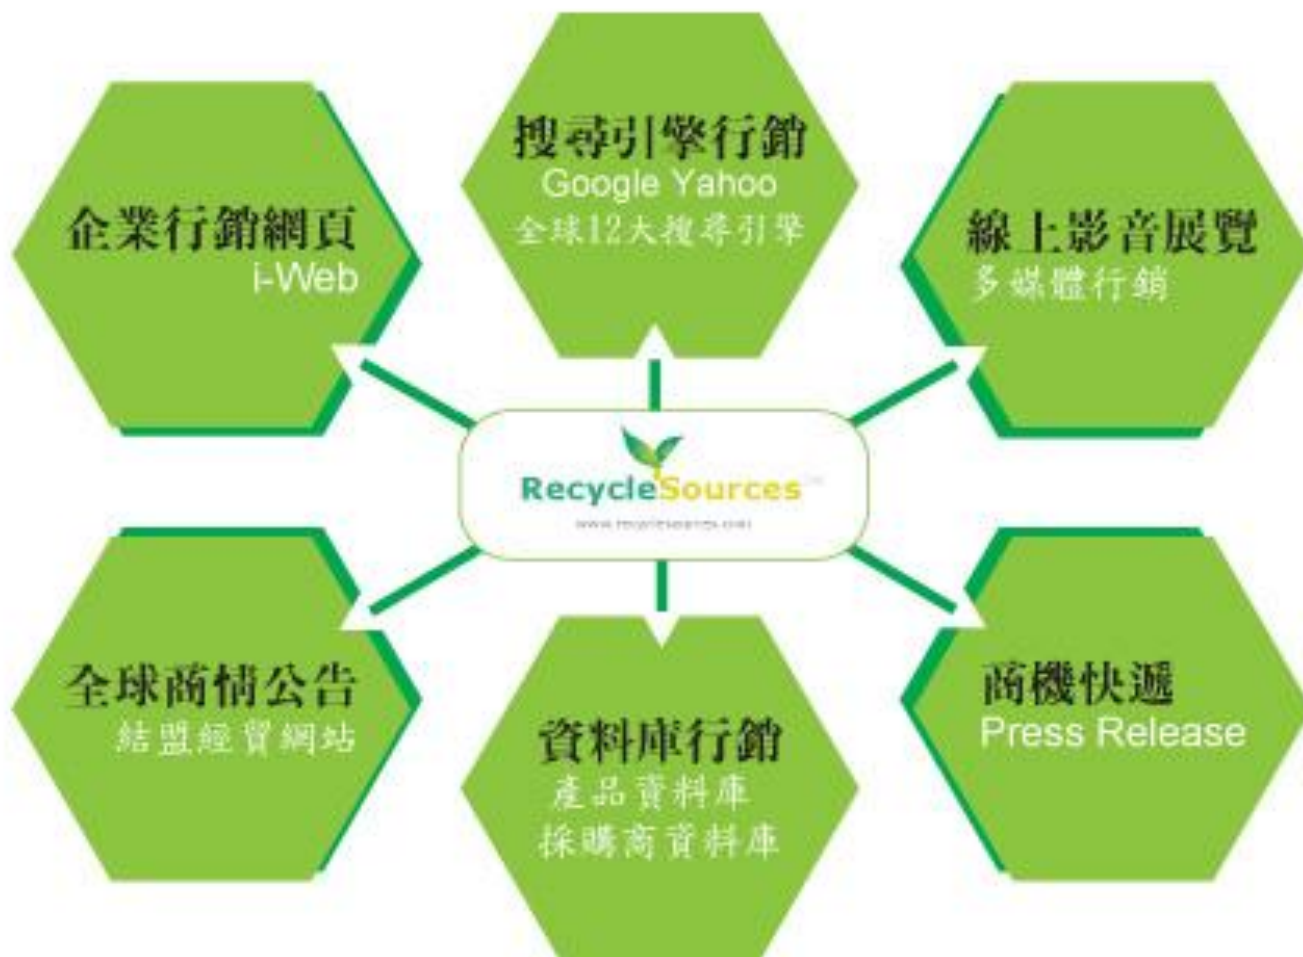 搜尋引擎行銷
Google Yahoo
全球12大搜尋引擎
企業行銷網頁
i-Web
線上影音展覽
多媒體行銷
RecycleSources
www.recyclesources.com
全球商情公告
結盟經貿網站
資料庫行銷
產品資料庫
採購商資料庫
商機快遞
Press Release